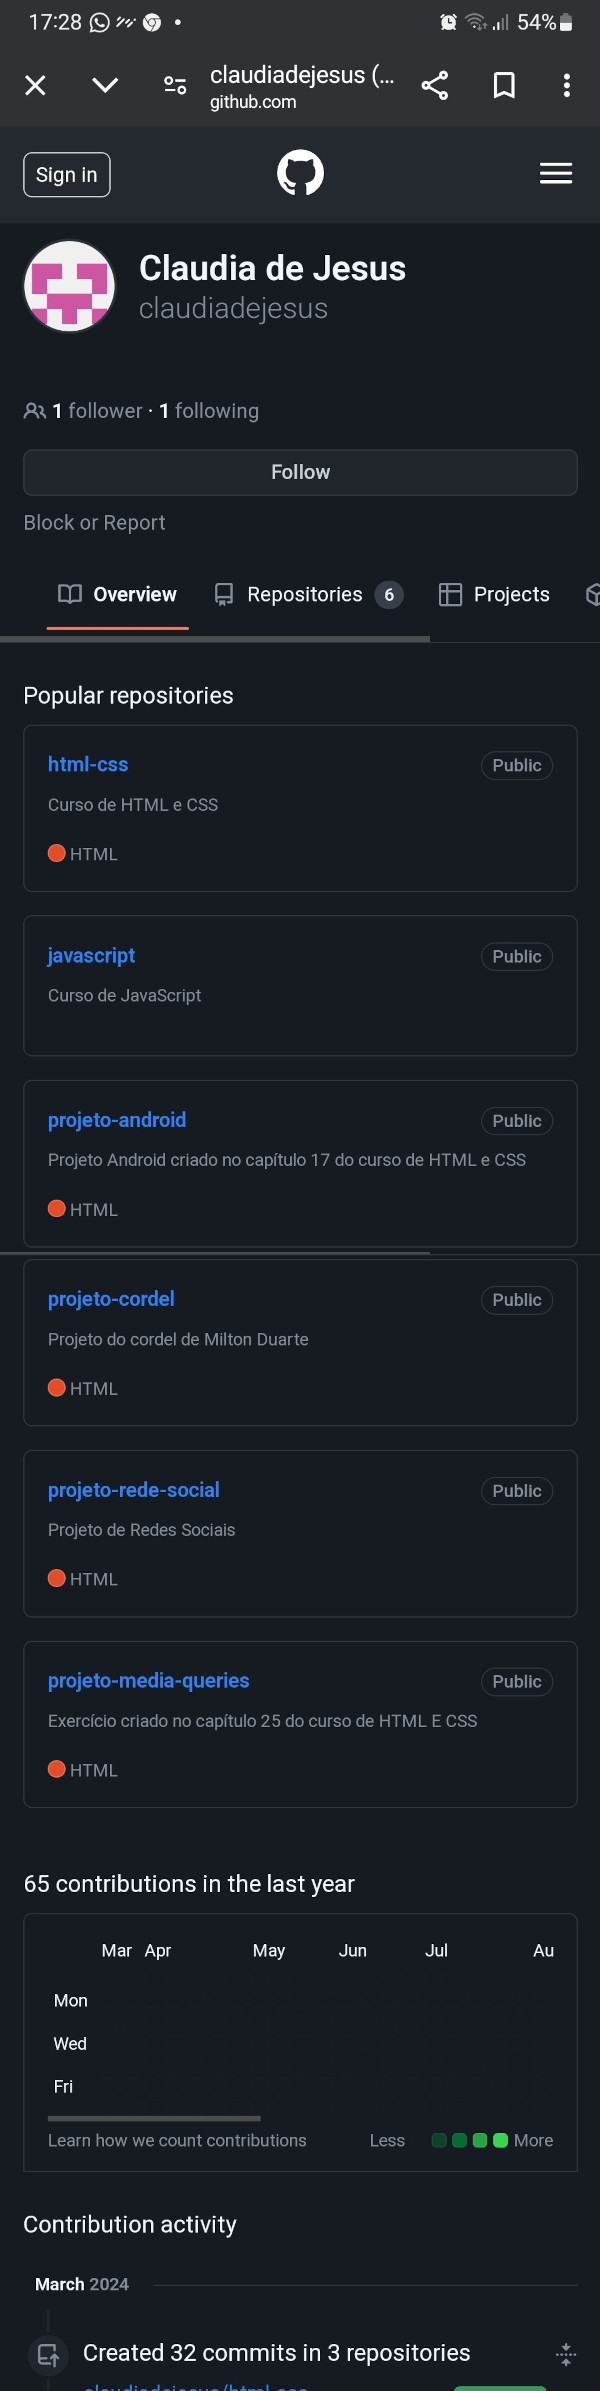 17:28 54%
claudiadejesus (...
github.com
Sign in
Claudia de Jesus
claudiadejesus
1 follower · 1 following
Follow
Block or Report
Overview Repositories 6 Projects
Popular repositories
html-css Public
Curso de HTML e CSS
HTML
javascript Public
Curso de JavaScript
projeto-android Public
Projeto Android criado no capítulo 17 do curso de HTML e CSS
HTML
projeto-cordel Public
Projeto do cordel de Milton Duarte
HTML
projeto-rede-social Public
Projeto de Redes Sociais
HTML
projeto-media-queries Public
Exercício criado no capítulo 25 do curso de HTML E CSS
HTML
65 contributions in the last year
Mar Apr May Jun Jul Au
Mon
Wed
Fri
Learn how we count contributions Less More
Contribution activity
March 2024
Created 32 commits in 3 repositories